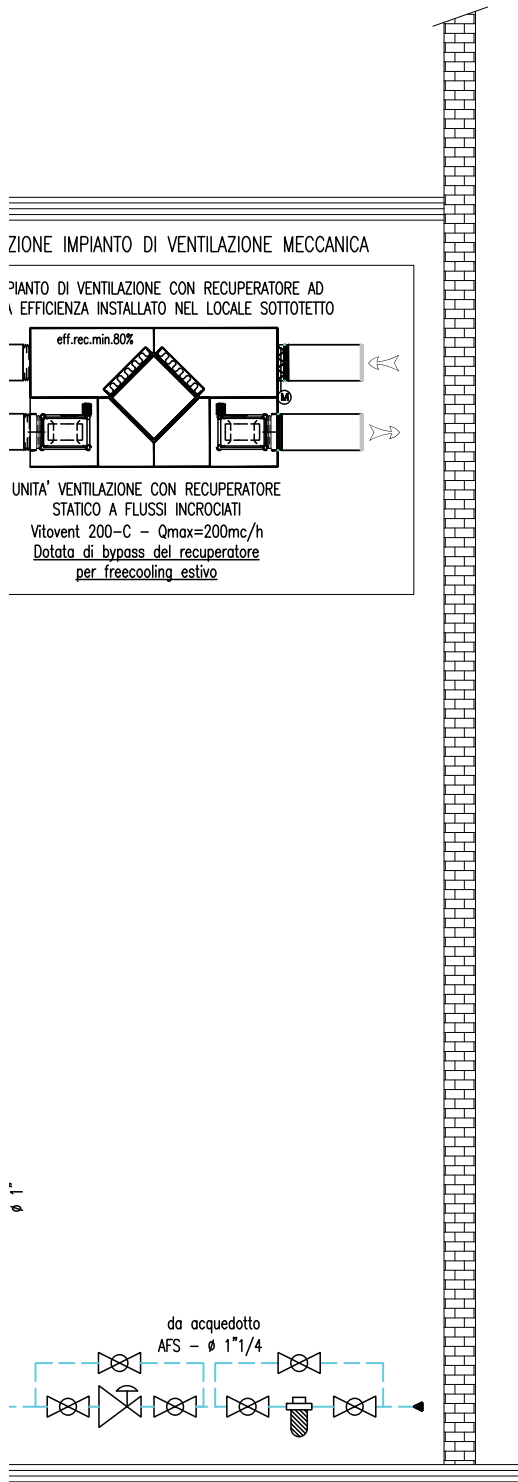 ZIONE IMPIANTO DI VENTILAZIONE MECCANICA
PIANTO DI VENTILAZIONE CON RECUPERATORE AD
A EFFICIENZA INSTALLATO NEL LOCALE SOTTOTETTO
eff.rec.min.80%
M
UNITA' VENTILAZIONE CON RECUPERATORE
STATICO A FLUSSI INCROCIATI
Vitovent 200-C - Qmax=200mc/h
Dotata di bypass del recuperatore
per freecooling estivo
ø 1"
da acquedotto
AFS - ø 1"1/4